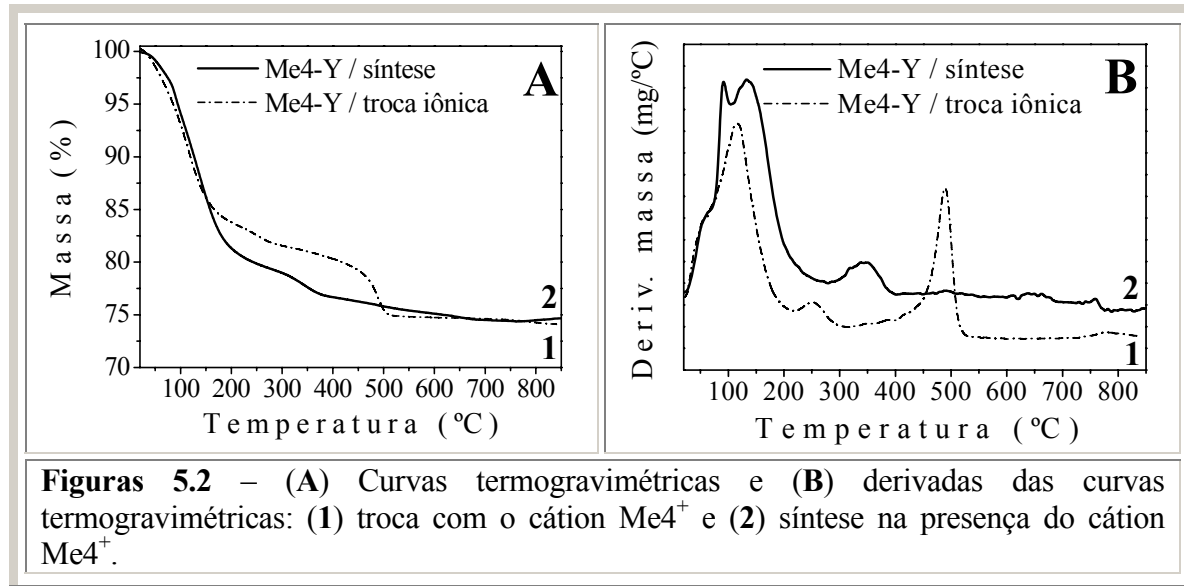 A
Me4-Y / síntese
Me4-Y / troca iônica
Massa (%)
100
95
90
85
80
75
70
2
1
100 200 300 400 500 600 700 800
Temperatura (ºC)
B
Me4-Y / síntese
Me4-Y / troca iônica
Deriv. massa (mg/ºC)
2
1
100 200 300 400 500 600 700 800
Temperatura (ºC)
Figuras 5.2 – (A) Curvas termogravimétricas e (B) derivadas das curvas
termogravimétricas: (1) troca com o cátion Me4⁺ e (2) síntese na presença do cátion
Me4⁺.